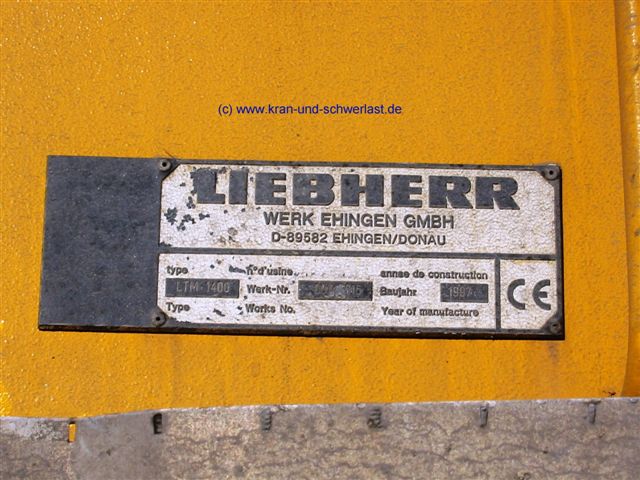 (c) www.kran-und-schwerlast.de
LIEBHERR
WERK EHINGEN GMBH
D-89582 EHINGEN/DONAU
type n°d'usine annee de construction
LTM 1400 Werk-Nr. Baujahr 1997 CE
Type Works No. Year of manufacture